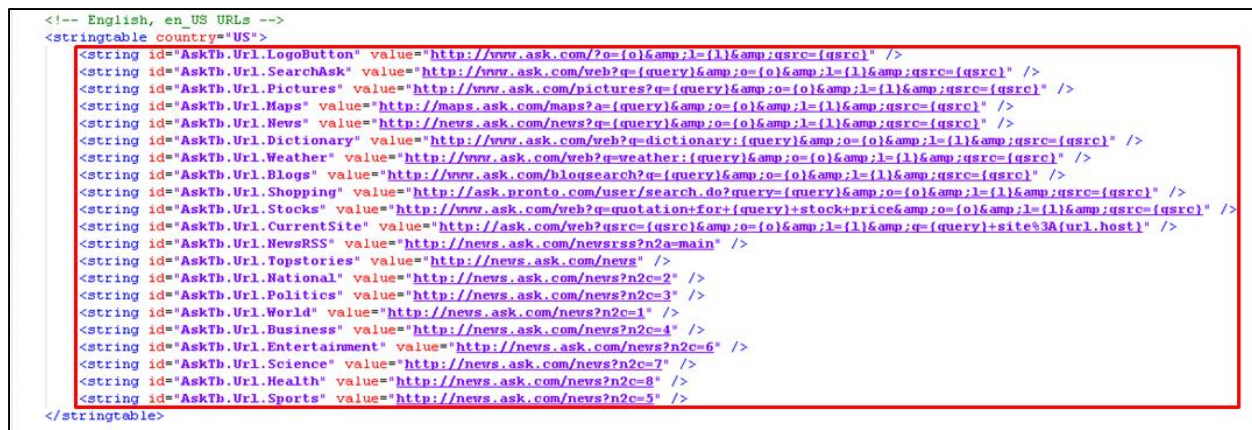 <!-- English, en_US URLs -->
<stringtable country="US">
<string id="AskTb.Url.LogoButton" value="http://www.ask.com/?o={o}&amp;l={l}&amp;qsrc={qsrc}" />
<string id="AskTb.Url.SearchAsk" value="http://www.ask.com/web?q={query}&amp;o={o}&amp;l={l}&amp;qsrc={qsrc}" />
<string id="AskTb.Url.Pictures" value="http://www.ask.com/pictures?q={query}&amp;o={o}&amp;l={l}&amp;qsrc={qsrc}" />
<string id="AskTb.Url.Maps" value="http://maps.ask.com/maps?a={query}&amp;o={o}&amp;l={l}&amp;qsrc={qsrc}" />
<string id="AskTb.Url.News" value="http://news.ask.com/news?q={query}&amp;o={o}&amp;l={l}&amp;qsrc={qsrc}" />
<string id="AskTb.Url.Dictionary" value="http://www.ask.com/web?q=dictionary:{query}&amp;o={o}&amp;l={l}&amp;qsrc={qsrc}" />
<string id="AskTb.Url.Weather" value="http://www.ask.com/web?q=weather:{query}&amp;o={o}&amp;l={l}&amp;qsrc={qsrc}" />
<string id="AskTb.Url.Blogs" value="http://www.ask.com/blogsearch?q={query}&amp;o={o}&amp;l={l}&amp;qsrc={qsrc}" />
<string id="AskTb.Url.Shopping" value="http://ask.pronto.com/user/search.do?query={query}&amp;o={o}&amp;l={l}&amp;qsrc={qsrc}" />
<string id="AskTb.Url.Stocks" value="http://www.ask.com/web?q=quotation+for+{query}+stock+price&amp;o={o}&amp;l={l}&amp;qsrc={qsrc}" />
<string id="AskTb.Url.CurrentSite" value="http://ask.com/web?qsrc={qsrc}&amp;o={o}&amp;l={l}&amp;q={query}+site%3A{url.host}" />
<string id="AskTb.Url.NewsRSS" value="http://news.ask.com/newsrss?n2a=main" />
<string id="AskTb.Url.Topstories" value="http://news.ask.com/news" />
<string id="AskTb.Url.National" value="http://news.ask.com/news?n2c=2" />
<string id="AskTb.Url.Politics" value="http://news.ask.com/news?n2c=3" />
<string id="AskTb.Url.World" value="http://news.ask.com/news?n2c=1" />
<string id="AskTb.Url.Business" value="http://news.ask.com/news?n2c=4" />
<string id="AskTb.Url.Entertainment" value="http://news.ask.com/news?n2c=6" />
<string id="AskTb.Url.Science" value="http://news.ask.com/news?n2c=7" />
<string id="AskTb.Url.Health" value="http://news.ask.com/news?n2c=8" />
<string id="AskTb.Url.Sports" value="http://news.ask.com/news?n2c=5" />
</stringtable>